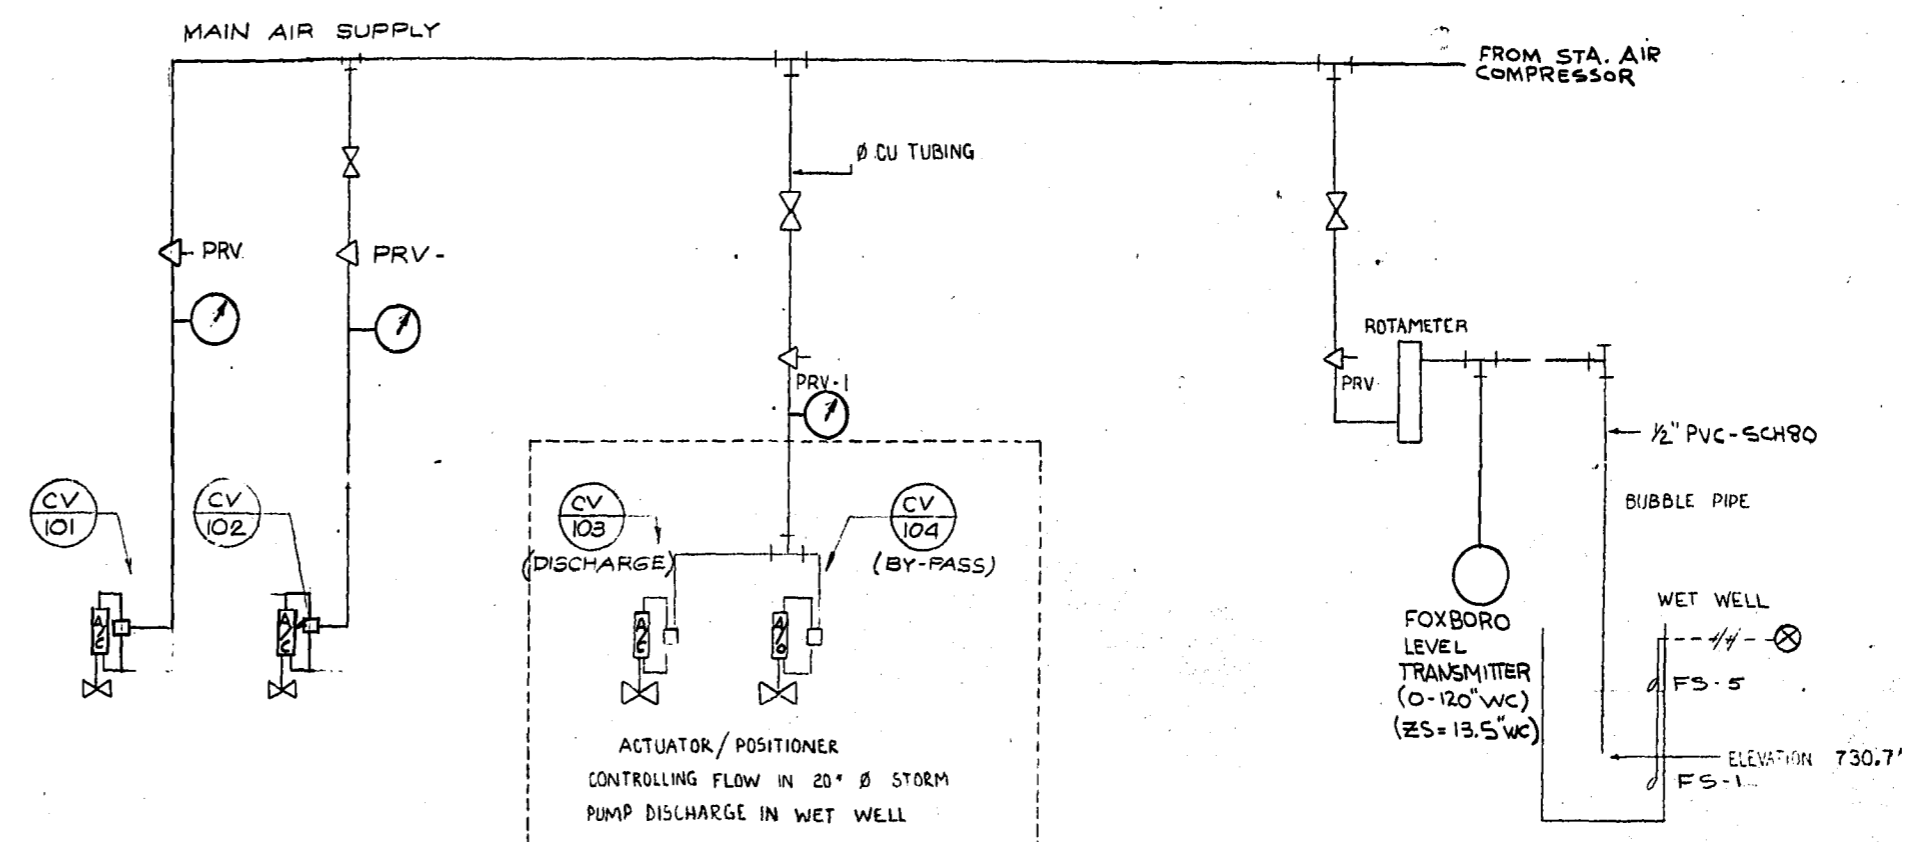 MAIN AIR SUPPLY
FROM STA. AIR
COMPRESSOR
Ø CU TUBING
PRV
PRV-
ROTAMETER
PRV-1
PRV
1/2" PVC-SCH80
BUBBLE PIPE
CV
101
CV
102
CV
103
(DISCHARGE)
CV
104
(BY-PASS)
A/C
A/C
A/C
A/O
FOXBORO
LEVEL
TRANSMITTER
(0-120"WC)
(ZS=13.5"WC)
WET WELL
FS-5
ELEVATION 730.7'
FS-1
ACTUATOR/POSITIONER
CONTROLLING FLOW IN 20" Ø STORM
PUMP DISCHARGE IN WET WELL